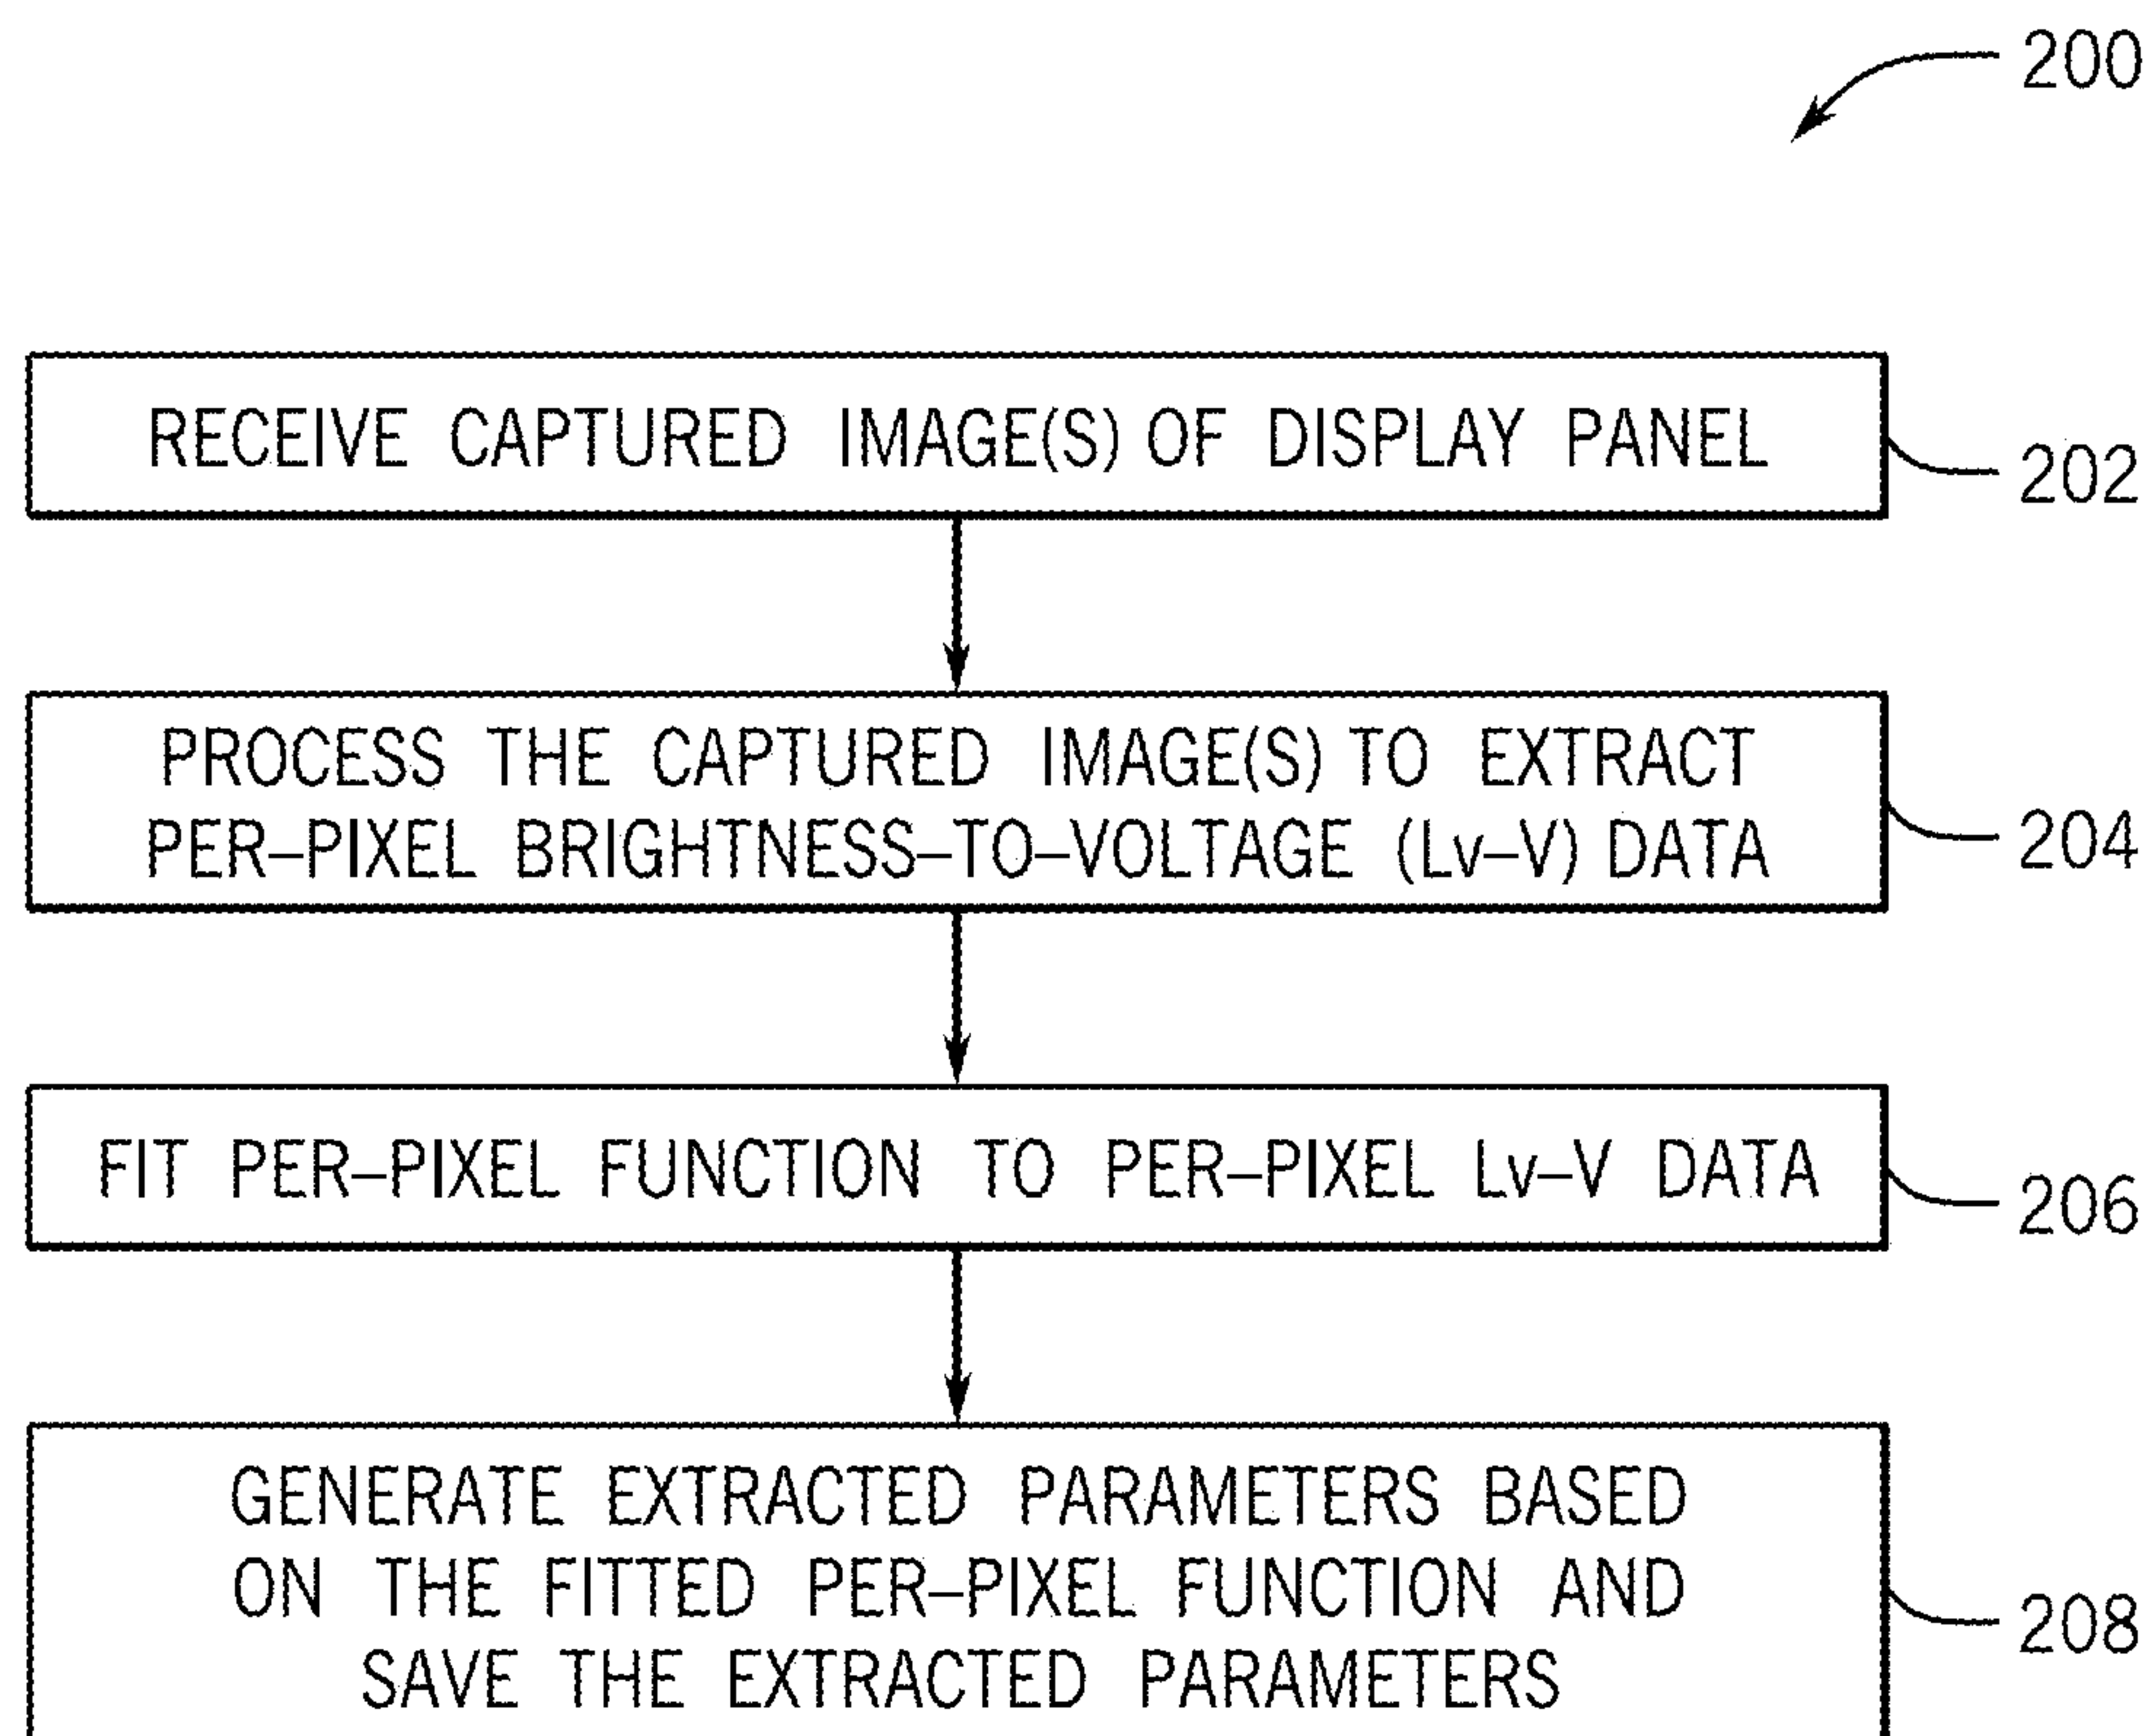 200
RECEIVE CAPTURED IMAGE(S) OF DISPLAY PANEL
202
PROCESS THE CAPTURED IMAGE(S) TO EXTRACT
PER–PIXEL BRIGHTNESS–TO–VOLTAGE (Lv–V) DATA
204
FIT PER–PIXEL FUNCTION TO PER–PIXEL Lv–V DATA
206
GENERATE EXTRACTED PARAMETERS BASED
ON THE FITTED PER–PIXEL FUNCTION AND
SAVE THE EXTRACTED PARAMETERS
208